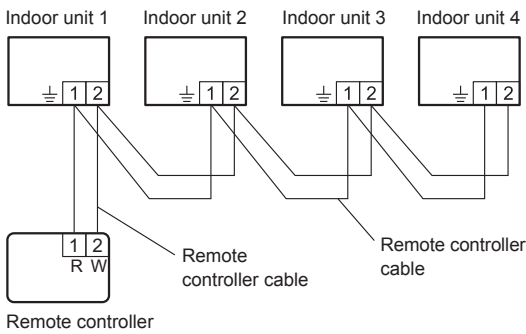 Indoor unit 1 Indoor unit 2 Indoor unit 3 Indoor unit 4
1 2 1 2 1 2 1 2
1 2
R W
Remote
controller cable
Remote controller
cable
Remote controller